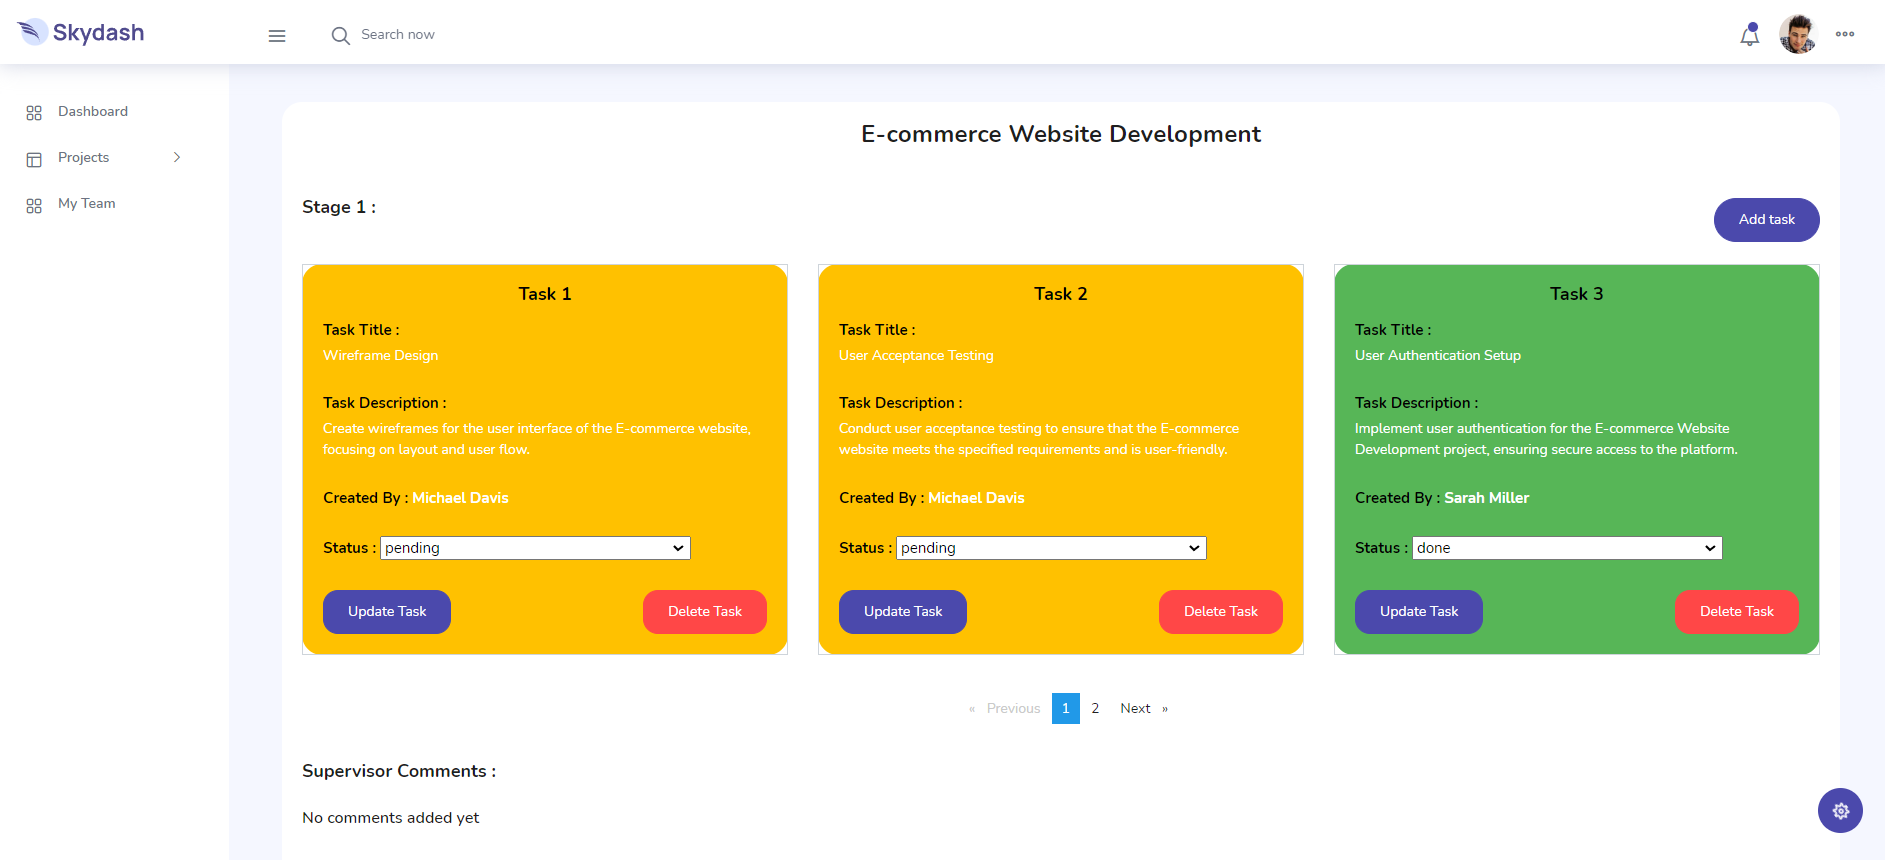 Skydash
Search now
Dashboard
Projects
My Team
E-commerce Website Development
Stage 1 :
Add task
Task 1
Task Title :
Wireframe Design
Task Description :
Create wireframes for the user interface of the E-commerce website,
focusing on layout and user flow.
Created By : Michael Davis
Status : pending
Update Task
Delete Task
Task 2
Task Title :
User Acceptance Testing
Task Description :
Conduct user acceptance testing to ensure that the E-commerce
website meets the specified requirements and is user-friendly.
Created By : Michael Davis
Status : pending
Update Task
Delete Task
Task 3
Task Title :
User Authentication Setup
Task Description :
Implement user authentication for the E-commerce Website
Development project, ensuring secure access to the platform.
Created By : Sarah Miller
Status : done
Update Task
Delete Task
« Previous 1 2 Next »
Supervisor Comments :
No comments added yet